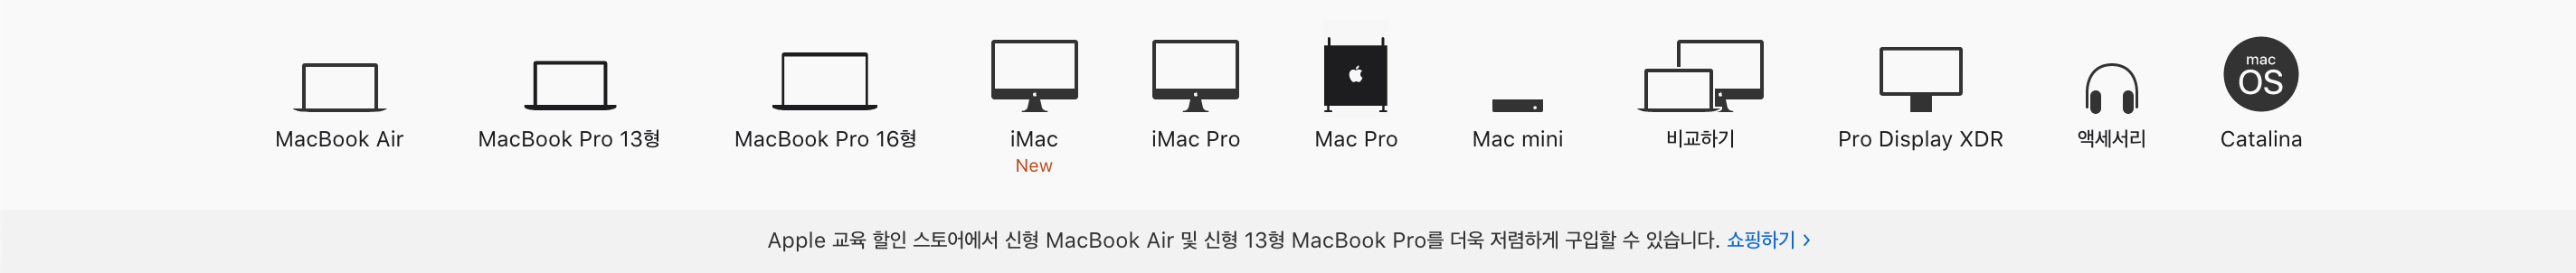 mac
OS
MacBook Air
MacBook Pro 13형
MacBook Pro 16형
iMac
New
iMac Pro
Mac Pro
Mac mini
비교하기
Pro Display XDR
액세서리
Catalina
Apple 교육 할인 스토어에서 신형 MacBook Air 및 신형 13형 MacBook Pro를 더욱 저렴하게 구입할 수 있습니다. 쇼핑하기 >